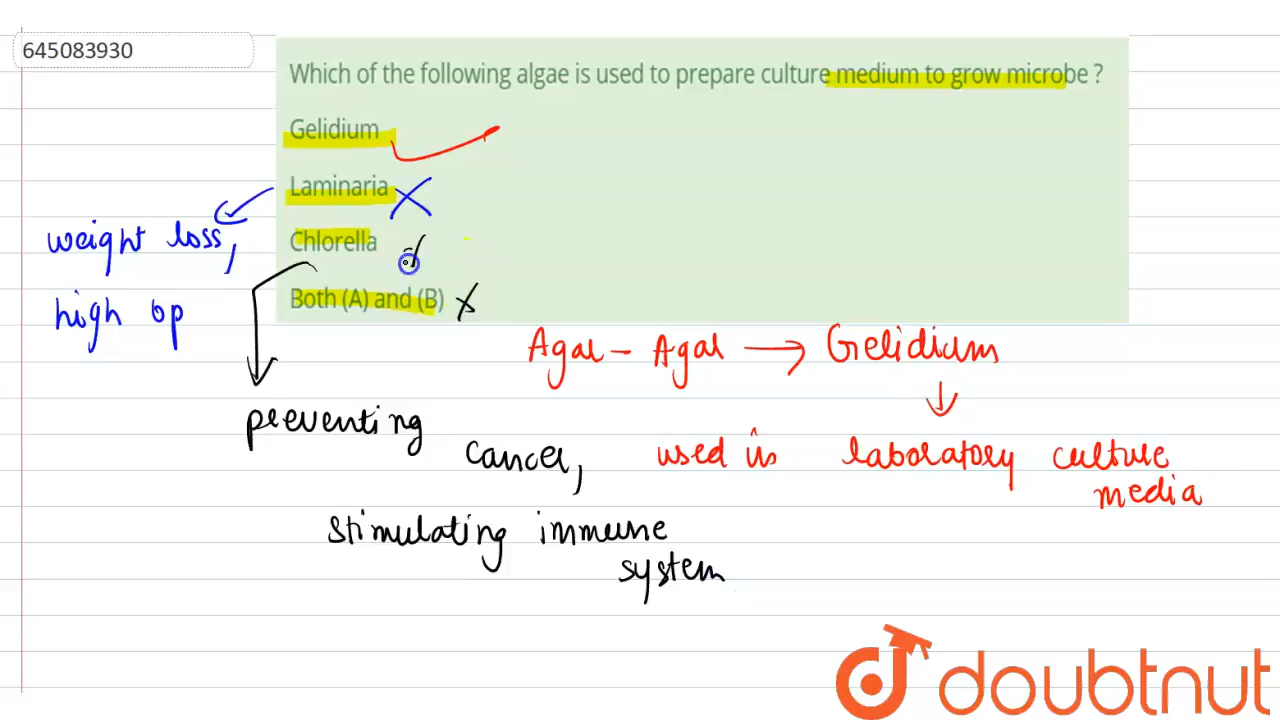 645083930
Which of the following algae is used to prepare culture medium to grow microbe ?
Gelidium
Laminaria
weight loss,
Chlorella
high BP
Both (A) and (B)
Agar - Agar → Gelidium
↓
preventing
cancer,
used in laboratory culture
media
stimulating immune
system
doubtnut